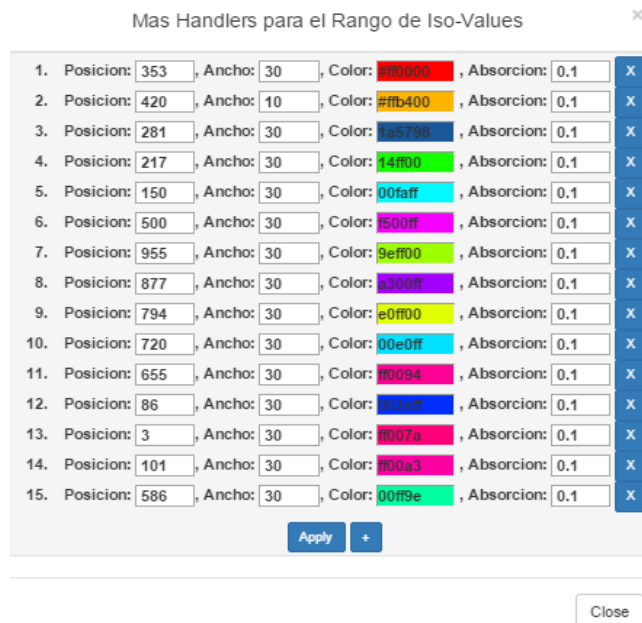 Mas Handlers para el Rango de Iso-Values ×
1. Posicion: 353 , Ancho: 30 , Color: #ff0000 , Absorcion: 0.1 X
2. Posicion: 420 , Ancho: 10 , Color: #ffb400 , Absorcion: 0.1 X
3. Posicion: 281 , Ancho: 30 , Color: 1a5798 , Absorcion: 0.1 X
4. Posicion: 217 , Ancho: 30 , Color: 14ff00 , Absorcion: 0.1 X
5. Posicion: 150 , Ancho: 30 , Color: 00faff , Absorcion: 0.1 X
6. Posicion: 500 , Ancho: 30 , Color: f500ff , Absorcion: 0.1 X
7. Posicion: 955 , Ancho: 30 , Color: 9eff00 , Absorcion: 0.1 X
8. Posicion: 877 , Ancho: 30 , Color: a300ff , Absorcion: 0.1 X
9. Posicion: 794 , Ancho: 30 , Color: e0ff00 , Absorcion: 0.1 X
10. Posicion: 720 , Ancho: 30 , Color: 00e0ff , Absorcion: 0.1 X
11. Posicion: 655 , Ancho: 30 , Color: ff0094 , Absorcion: 0.1 X
12. Posicion: 86 , Ancho: 30 , Color: 002eff , Absorcion: 0.1 X
13. Posicion: 3 , Ancho: 30 , Color: ff007a , Absorcion: 0.1 X
14. Posicion: 101 , Ancho: 30 , Color: ff00a3 , Absorcion: 0.1 X
15. Posicion: 586 , Ancho: 30 , Color: 00ff9e , Absorcion: 0.1 X
Apply +
Close